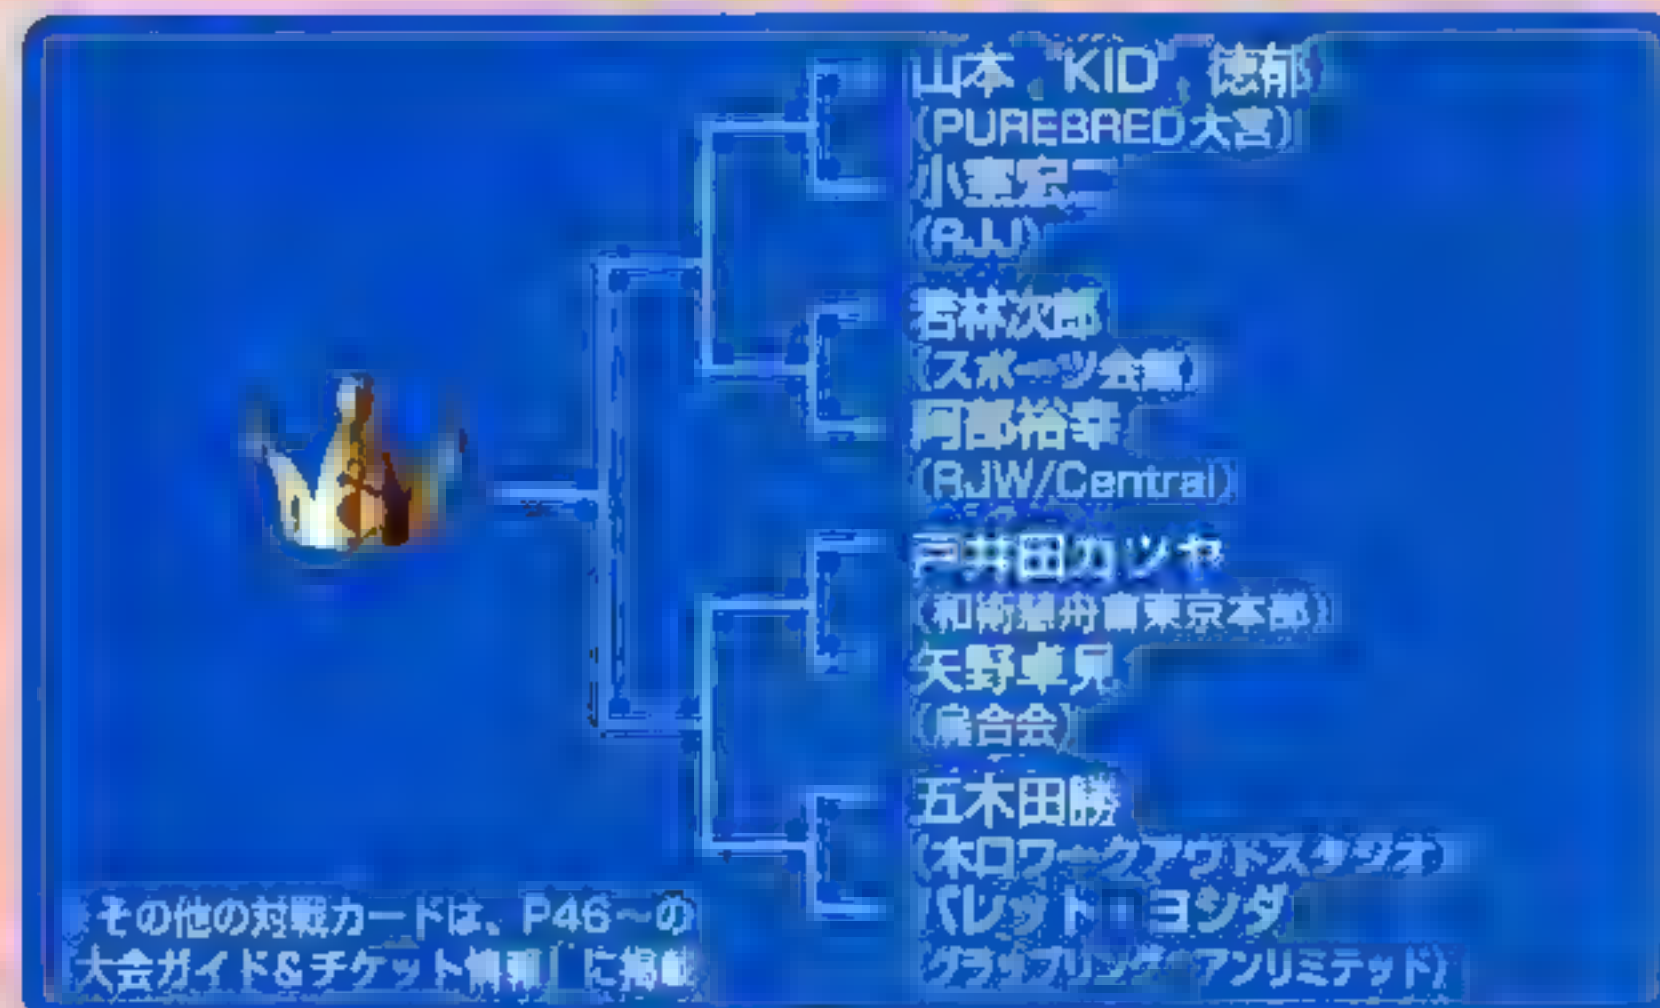 山本“KID”徳郁
(PUREBRED大宮)
小室宏二
(RJJ)
若林次郎
(スポーツ会館)
阿部裕幸
(AJW/Central)
戸井田カツヤ
(和術慧舟會東京本部)
矢野卓見
(烏合会)
五木田勝
(木口ワークアウトスタジオ)
バレット・ヨシダ
グラップリング・アンリミテッド)
その他の対戦カードは、P46〜の
大会ガイド&チケット情報」に掲載